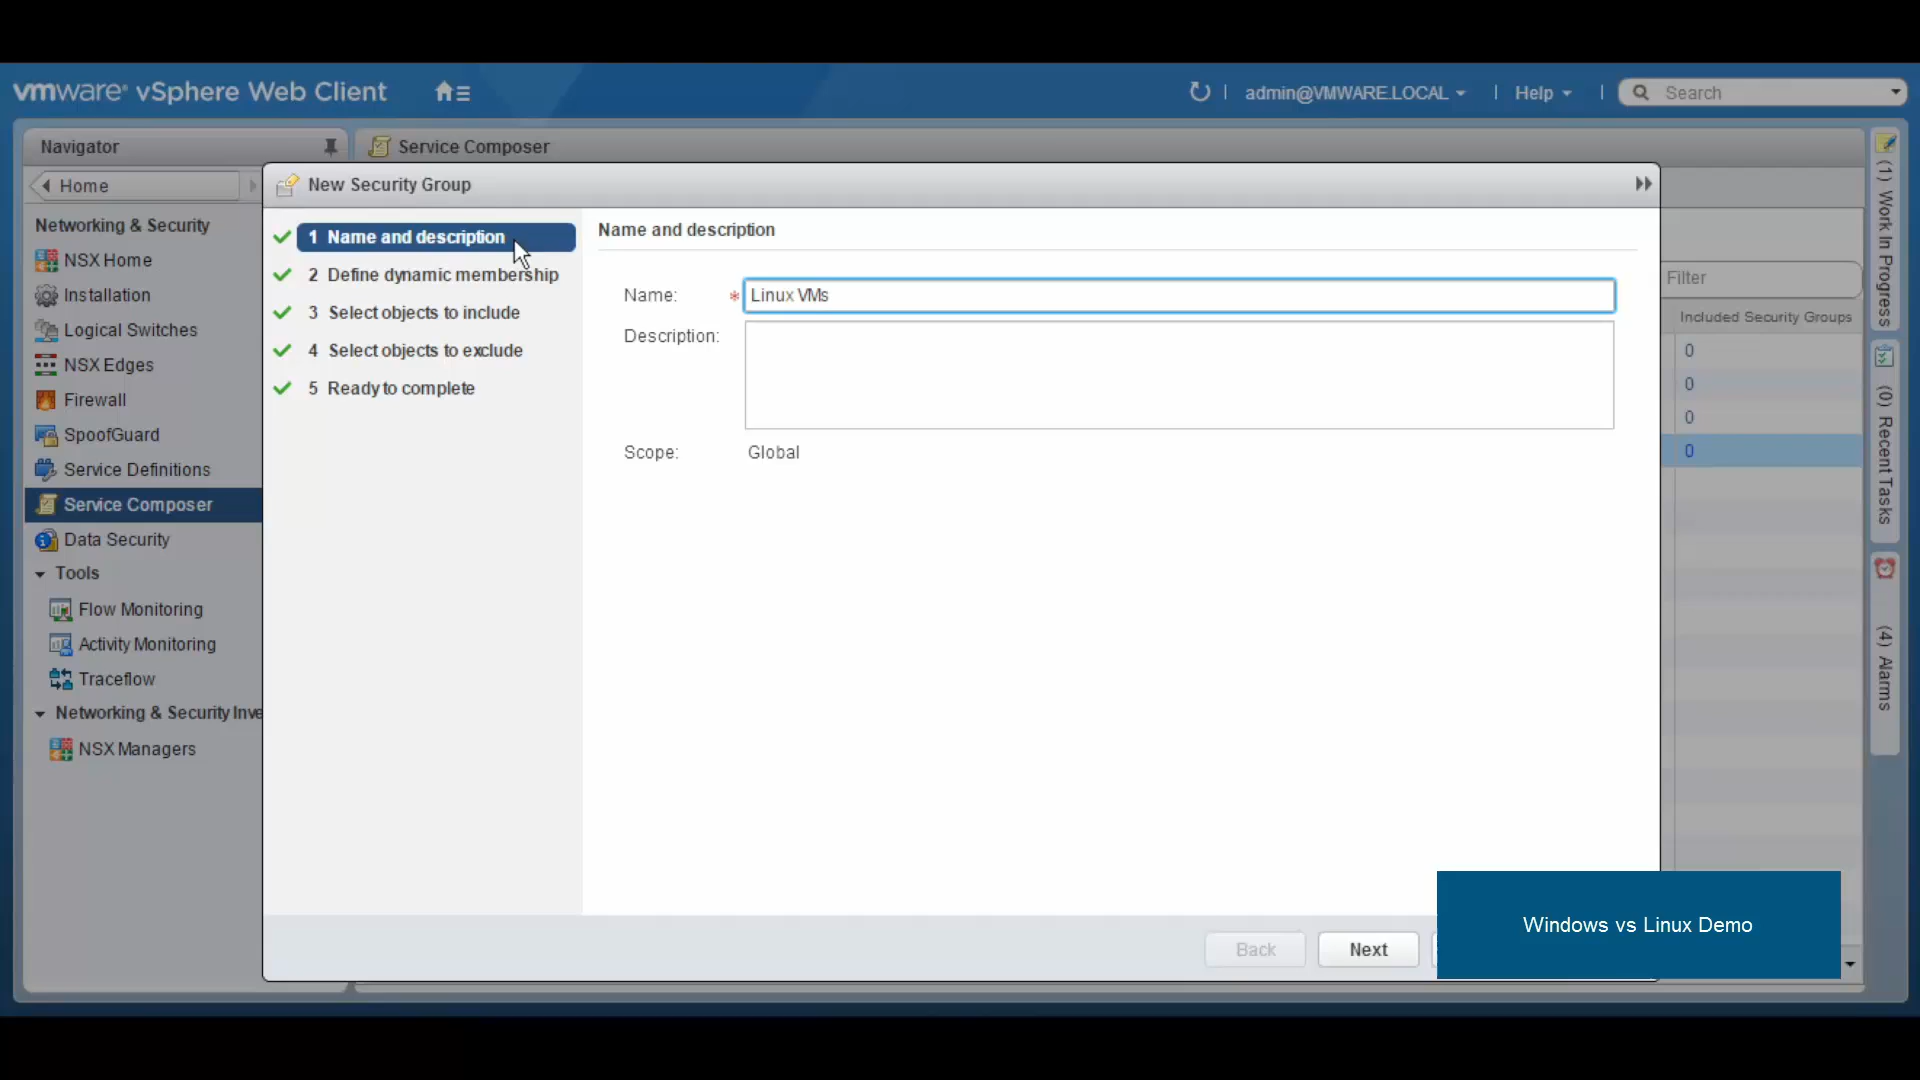 vmware vSphere Web Client
admin@VMWARE.LOCAL
Help
Search
Navigator
Service Composer
Home
Networking & Security
NSX Home
Installation
Logical Switches
NSX Edges
Firewall
SpoofGuard
Service Definitions
Service Composer
Data Security
Tools
Flow Monitoring
Activity Monitoring
Traceflow
Networking & Security Inve
NSX Managers
New Security Group
1 Name and description
2 Define dynamic membership
3 Select objects to include
4 Select objects to exclude
5 Ready to complete
Name and description
Name: * Linux VMs
Description:
Scope: Global
Back
Next
Filter
Included Security Groups
0
0
0
0
(1) Work In Progress
(0) Recent Tasks
(4) Alarms
Windows vs Linux Demo